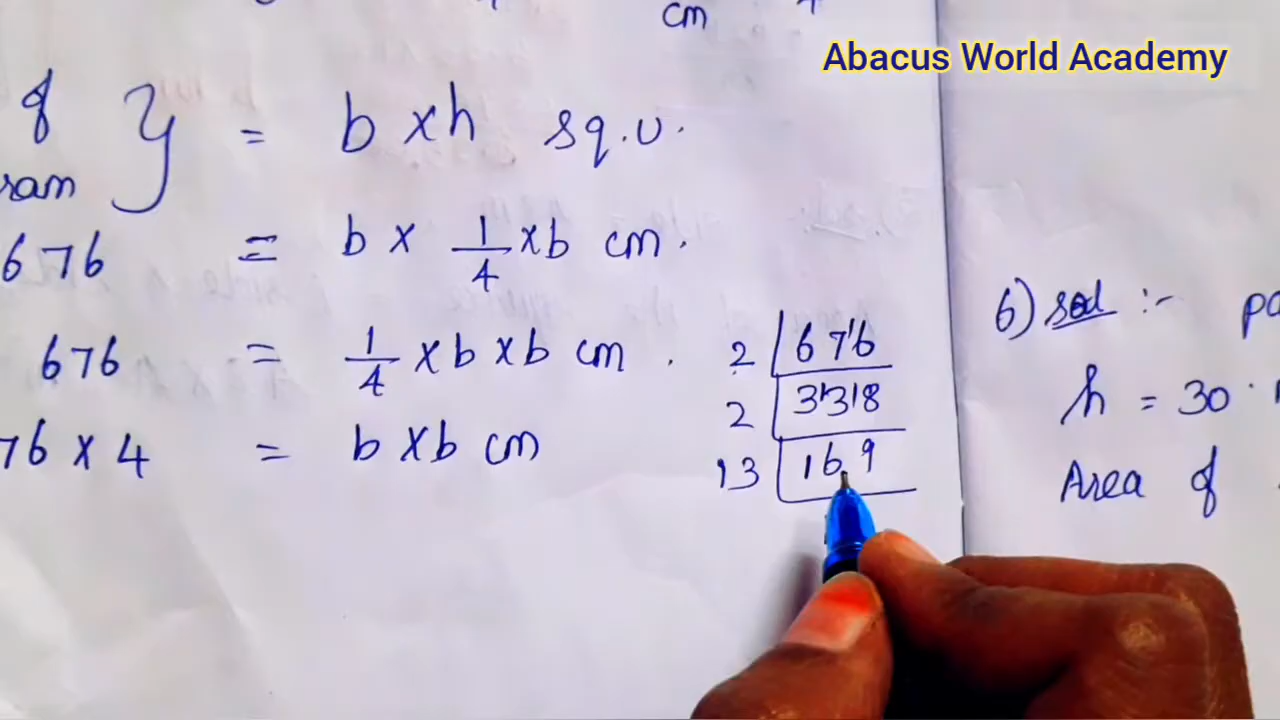 cm
Abacus World Academy
of } = b × h sq.u.
ram
676 = b × 1/4 × b cm.
676 = 1/4 × b × b cm.
76 × 4 = b × b cm
2 | 676
2 | 338
13 | 169
6) sol :-
h = 30
Area of